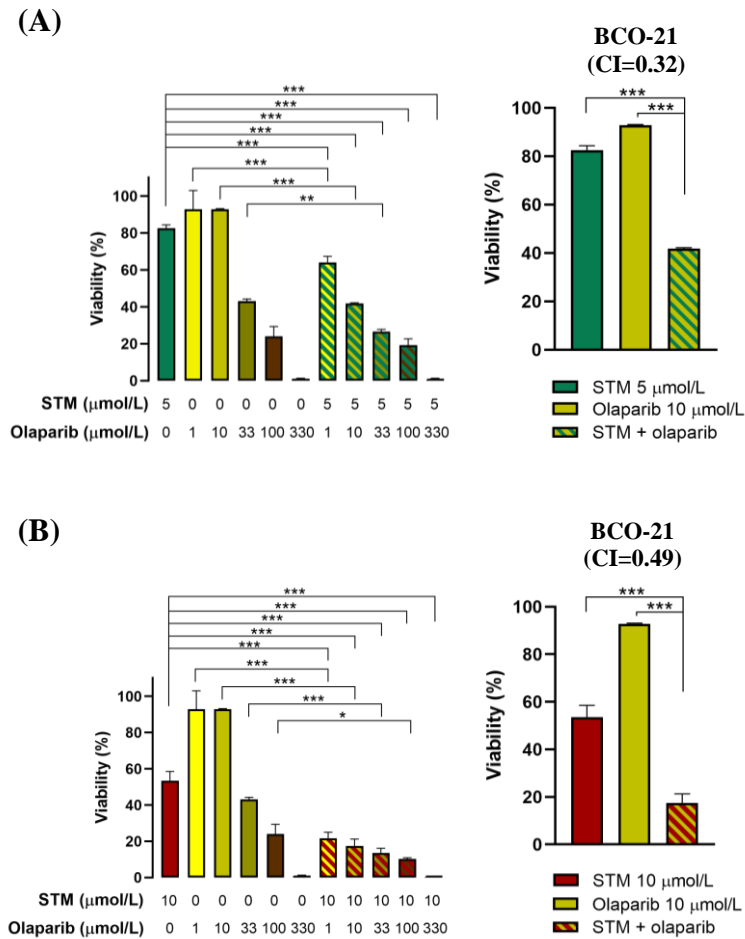 (A)
BCO-21
(CI=0.32)
***
***
***
***
***
***
***
**
Viability (%)
100
80
60
40
20
0
STM (μmol/L) 5 0 0 0 0 0 5 5 5 5 5
Olaparib (μmol/L) 0 1 10 33 100 330 1 10 33 100 330
***
***
Viability (%)
100
80
60
40
20
0
STM 5 μmol/L
Olaparib 10 μmol/L
STM + olaparib
(B)
BCO-21
(CI=0.49)
***
***
***
***
***
***
***
***
*
Viability (%)
100
80
60
40
20
0
STM (μmol/L) 10 0 0 0 0 0 10 10 10 10 10
Olaparib (μmol/L) 0 1 10 33 100 330 1 10 33 100 330
***
***
Viability (%)
100
80
60
40
20
0
STM 10 μmol/L
Olaparib 10 μmol/L
STM + olaparib